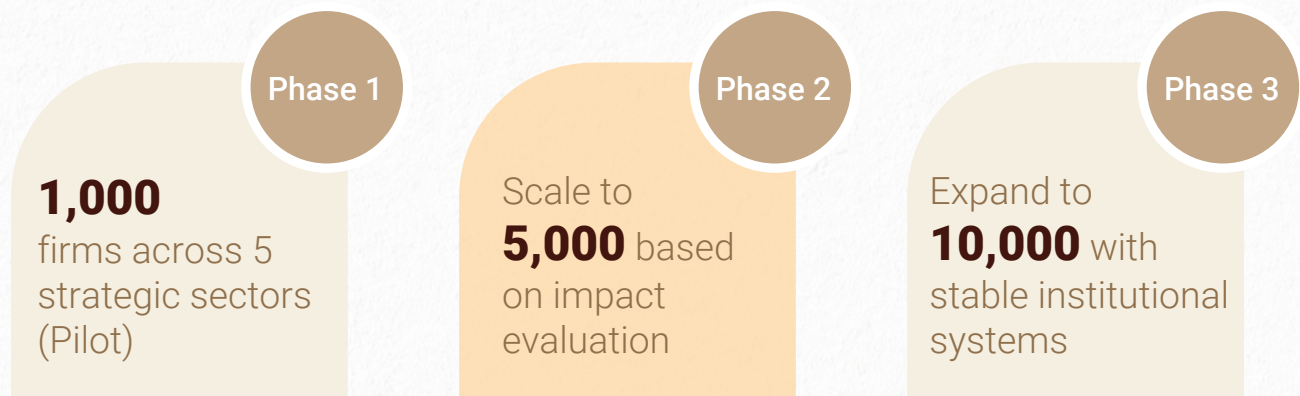 Phase 1
1,000
firms across 5
strategic sectors
(Pilot)
Phase 2
Scale to
5,000 based
on impact
evaluation
Phase 3
Expand to
10,000 with
stable institutional
systems